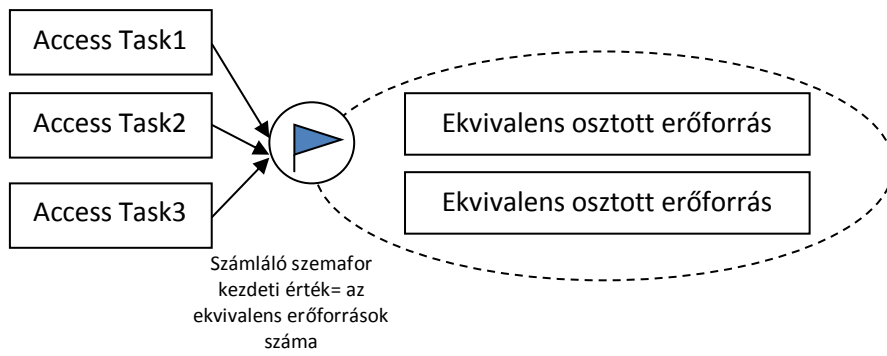 Access Task1
Access Task2
Access Task3
Ekvivalens osztott erőforrás
Ekvivalens osztott erőforrás
Számláló szemafor
kezdeti érték= az
ekvivalens erőforrások
száma